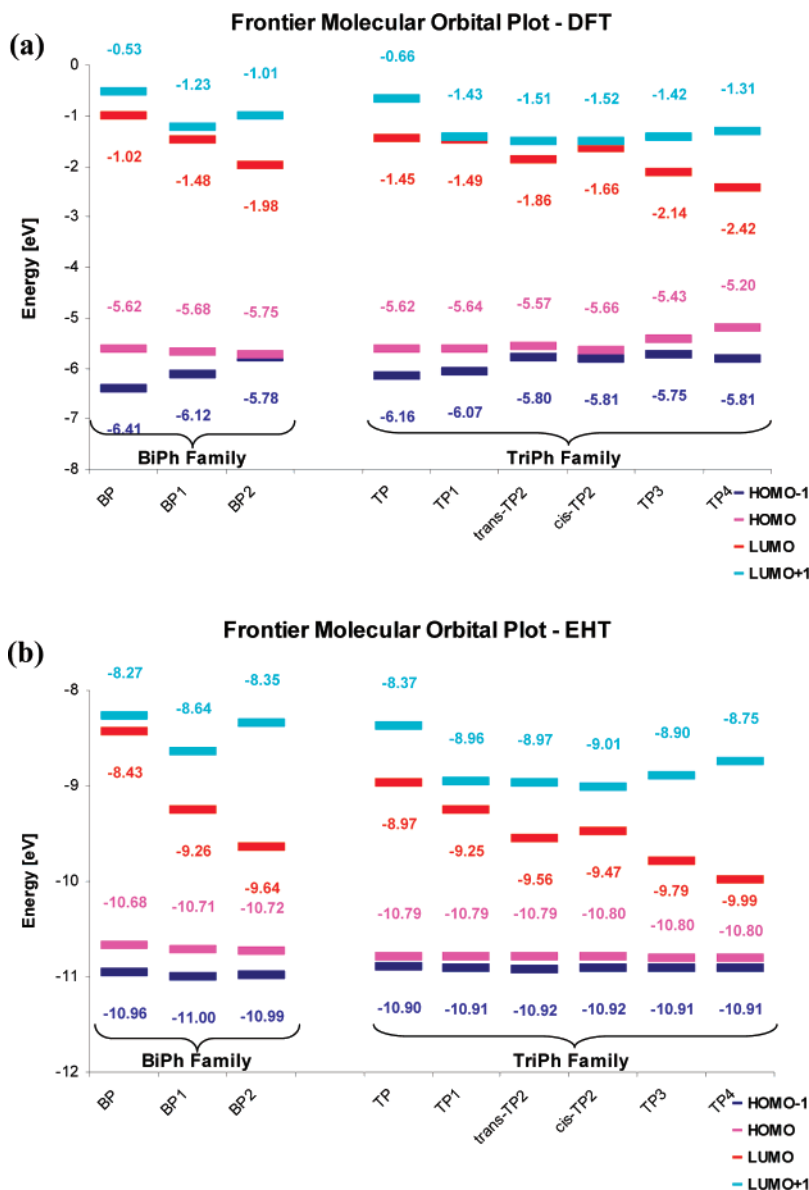 (a)
Frontier Molecular Orbital Plot - DFT
Energy [eV]
0
-1
-2
-3
-4
-5
-6
-7
-8
-0.53 -1.23 -1.01 -0.66 -1.43 -1.51 -1.52 -1.42 -1.31
-1.02 -1.48 -1.98 -1.45 -1.49 -1.86 -1.66 -2.14 -2.42
-5.62 -5.68 -5.75 -5.62 -5.64 -5.57 -5.66 -5.43 -5.20
-6.41 -6.12 -5.78 -6.16 -6.07 -5.80 -5.81 -5.75 -5.81
BiPh Family TriPh Family
BP BP1 BP2 TP TP1 trans-TP2 cis-TP2 TP3 TP4
HOMO-1
HOMO
LUMO
LUMO+1
(b)
Frontier Molecular Orbital Plot - EHT
Energy [eV]
-8
-9
-10
-11
-12
-8.27 -8.64 -8.35 -8.37 -8.96 -8.97 -9.01 -8.90 -8.75
-8.43 -9.26 -9.64 -8.97 -9.25 -9.56 -9.47 -9.79 -9.99
-10.68 -10.71 -10.72 -10.79 -10.79 -10.79 -10.80 -10.80 -10.80
-10.96 -11.00 -10.99 -10.90 -10.91 -10.92 -10.92 -10.91 -10.91
BiPh Family TriPh Family
BP BP1 BP2 TP TP1 trans-TP2 cis-TP2 TP3 TP4
HOMO-1
HOMO
LUMO
LUMO+1